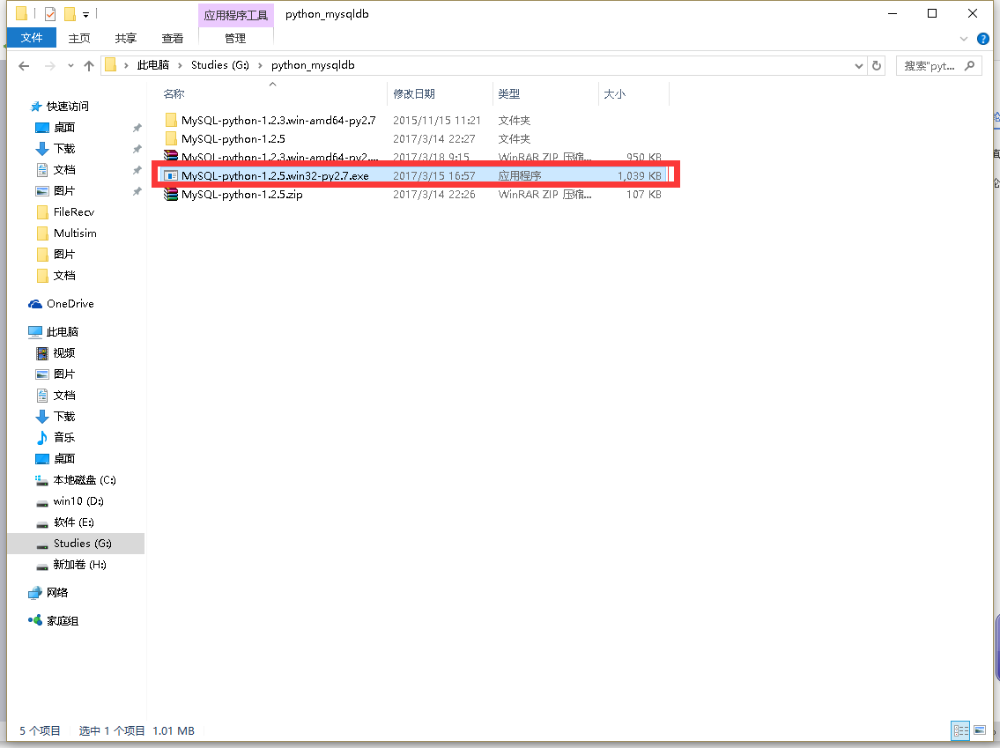 应用程序工具 python_mysqldb
文件 主页 共享 查看 管理
此电脑 Studies (G:) python_mysqldb 搜索"pyt...
名称 修改日期 类型 大小
MySQL-python-1.2.3.win-amd64-py2.7 2015/11/15 11:21 文件夹
MySQL-python-1.2.5 2017/3/14 22:27 文件夹
MySQL-python-1.2.3.win-amd64-py2.... 2017/3/18 9:15 WinRAR ZIP 压缩... 950 KB
MySQL-python-1.2.5.win32-py2.7.exe 2017/3/15 16:57 应用程序 1,039 KB
MySQL-python-1.2.5.zip 2017/3/14 22:26 WinRAR ZIP 压缩... 107 KB
快速访问
桌面
下载
文档
图片
FileRecv
Multisim
图片
文档
OneDrive
此电脑
视频
图片
文档
下载
音乐
桌面
本地磁盘 (C:)
win10 (D:)
软件 (E:)
Studies (G:)
新加卷 (H:)
网络
家庭组
5 个项目 选中 1 个项目 1.01 MB